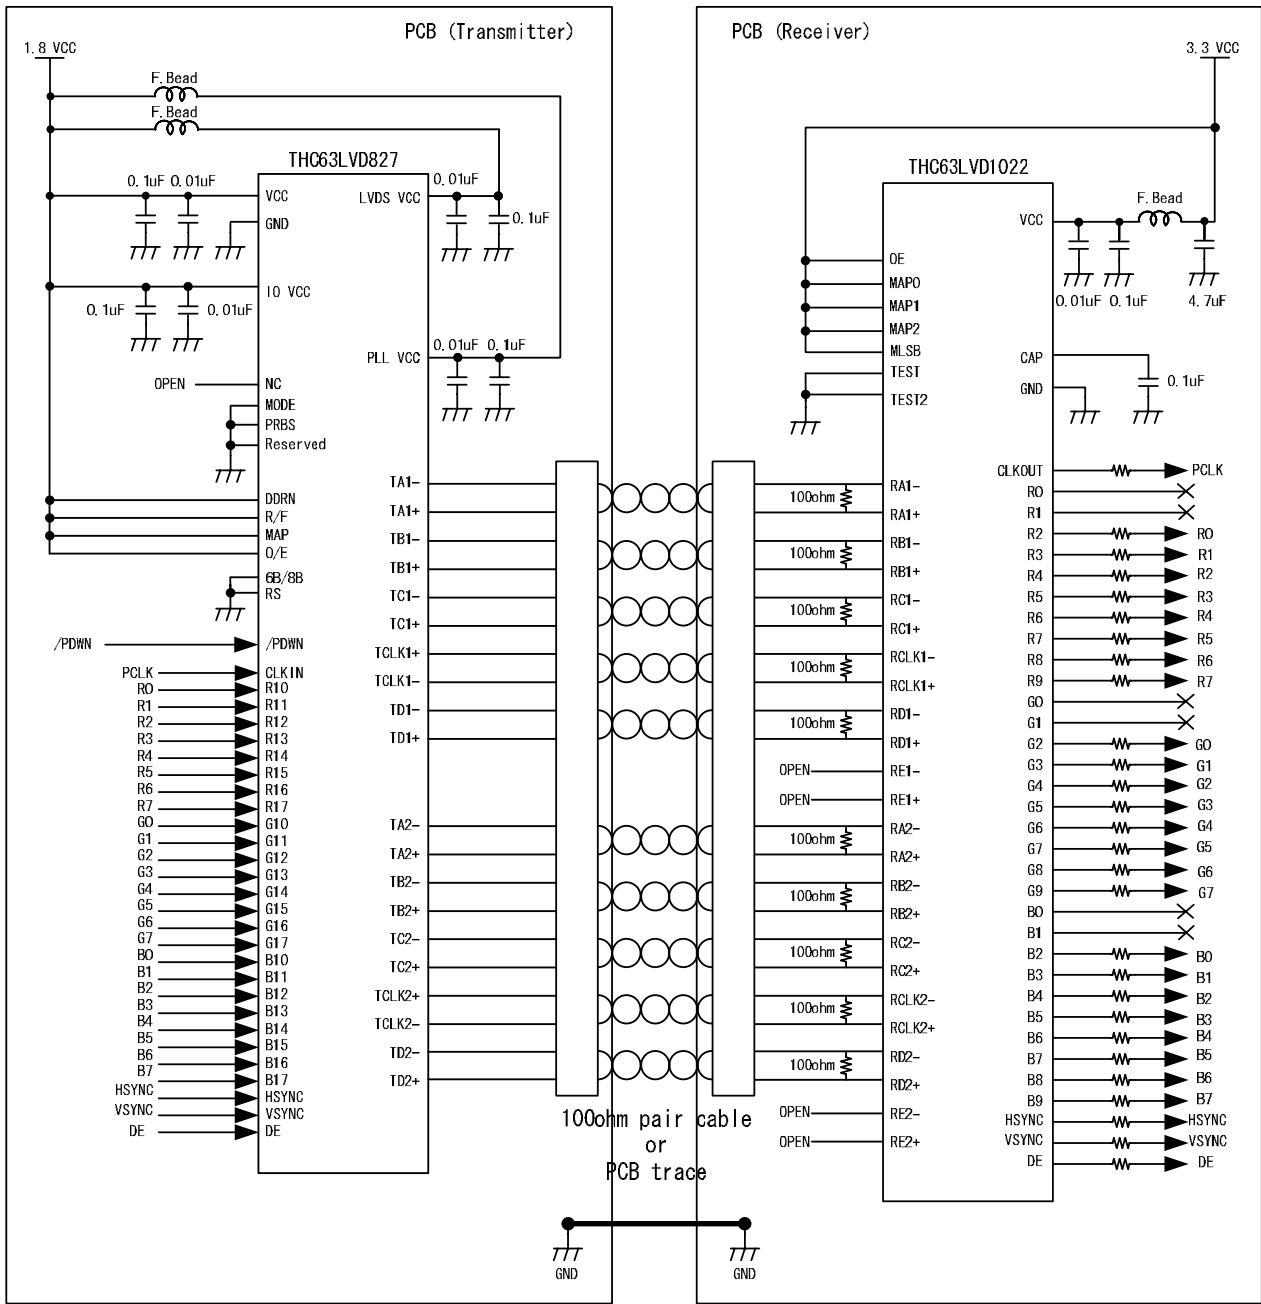 PCB (Transmitter)
1.8 VCC
F.Bead
F.Bead
THC63LVD827
0.1uF 0.01uF
VCC
GND
LVDS VCC
0.01uF
0.1uF
IO VCC
0.1uF
0.01uF
PLL VCC
0.01uF 0.1uF
OPEN
NC
MODE
PRBS
Reserved
DDRN
R/F
MAP
O/E
6B/8B
RS
/PDWN /PDWN
PCLK CLKIN
R0 R10
R1 R11
R2 R12
R3 R13
R4 R14
R5 R15
R6 R16
R7 R17
G0 G10
G1 G11
G2 G12
G3 G13
G4 G14
G5 G15
G6 G16
G7 G17
B0 B10
B1 B11
B2 B12
B3 B13
B4 B14
B5 B15
B6 B16
B7 B17
HSYNC HSYNC
VSYNC VSYNC
DE DE
TA1-
TA1+
TB1-
TB1+
TC1-
TC1+
TCLK1+
TCLK1-
TD1-
TD1+
TA2-
TA2+
TB2-
TB2+
TC2-
TC2+
TCLK2+
TCLK2-
TD2-
TD2+
100ohm pair cable
or
PCB trace
GND
GND
PCB (Receiver)
3.3 VCC
THC63LVD1022
VCC
F.Bead
0.01uF 0.1uF
4.7uF
OE
MAP0
MAP1
MAP2
MLSB
TEST
TEST2
CAP
0.1uF
GND
100ohm
RA1-
RA1+
100ohm
RB1-
RB1+
100ohm
RC1-
RC1+
100ohm
RCLK1-
RCLK1+
100ohm
RD1-
RD1+
OPEN RE1-
OPEN RE1+
100ohm
RA2-
RA2+
100ohm
RB2-
RB2+
100ohm
RC2-
RC2+
100ohm
RCLK2-
RCLK2+
100ohm
RD2-
RD2+
OPEN RE2-
OPEN RE2+
CLKOUT PCLK
R0
R1
R2 R0
R3 R1
R4 R2
R5 R3
R6 R4
R7 R5
R8 R6
R9 R7
G0
G1
G2 G0
G3 G1
G4 G2
G5 G3
G6 G4
G7 G5
G8 G6
G9 G7
B0
B1
B2 B0
B3 B1
B4 B2
B5 B3
B6 B4
B7 B5
B8 B6
B9 B7
HSYNC HSYNC
VSYNC VSYNC
DE DE